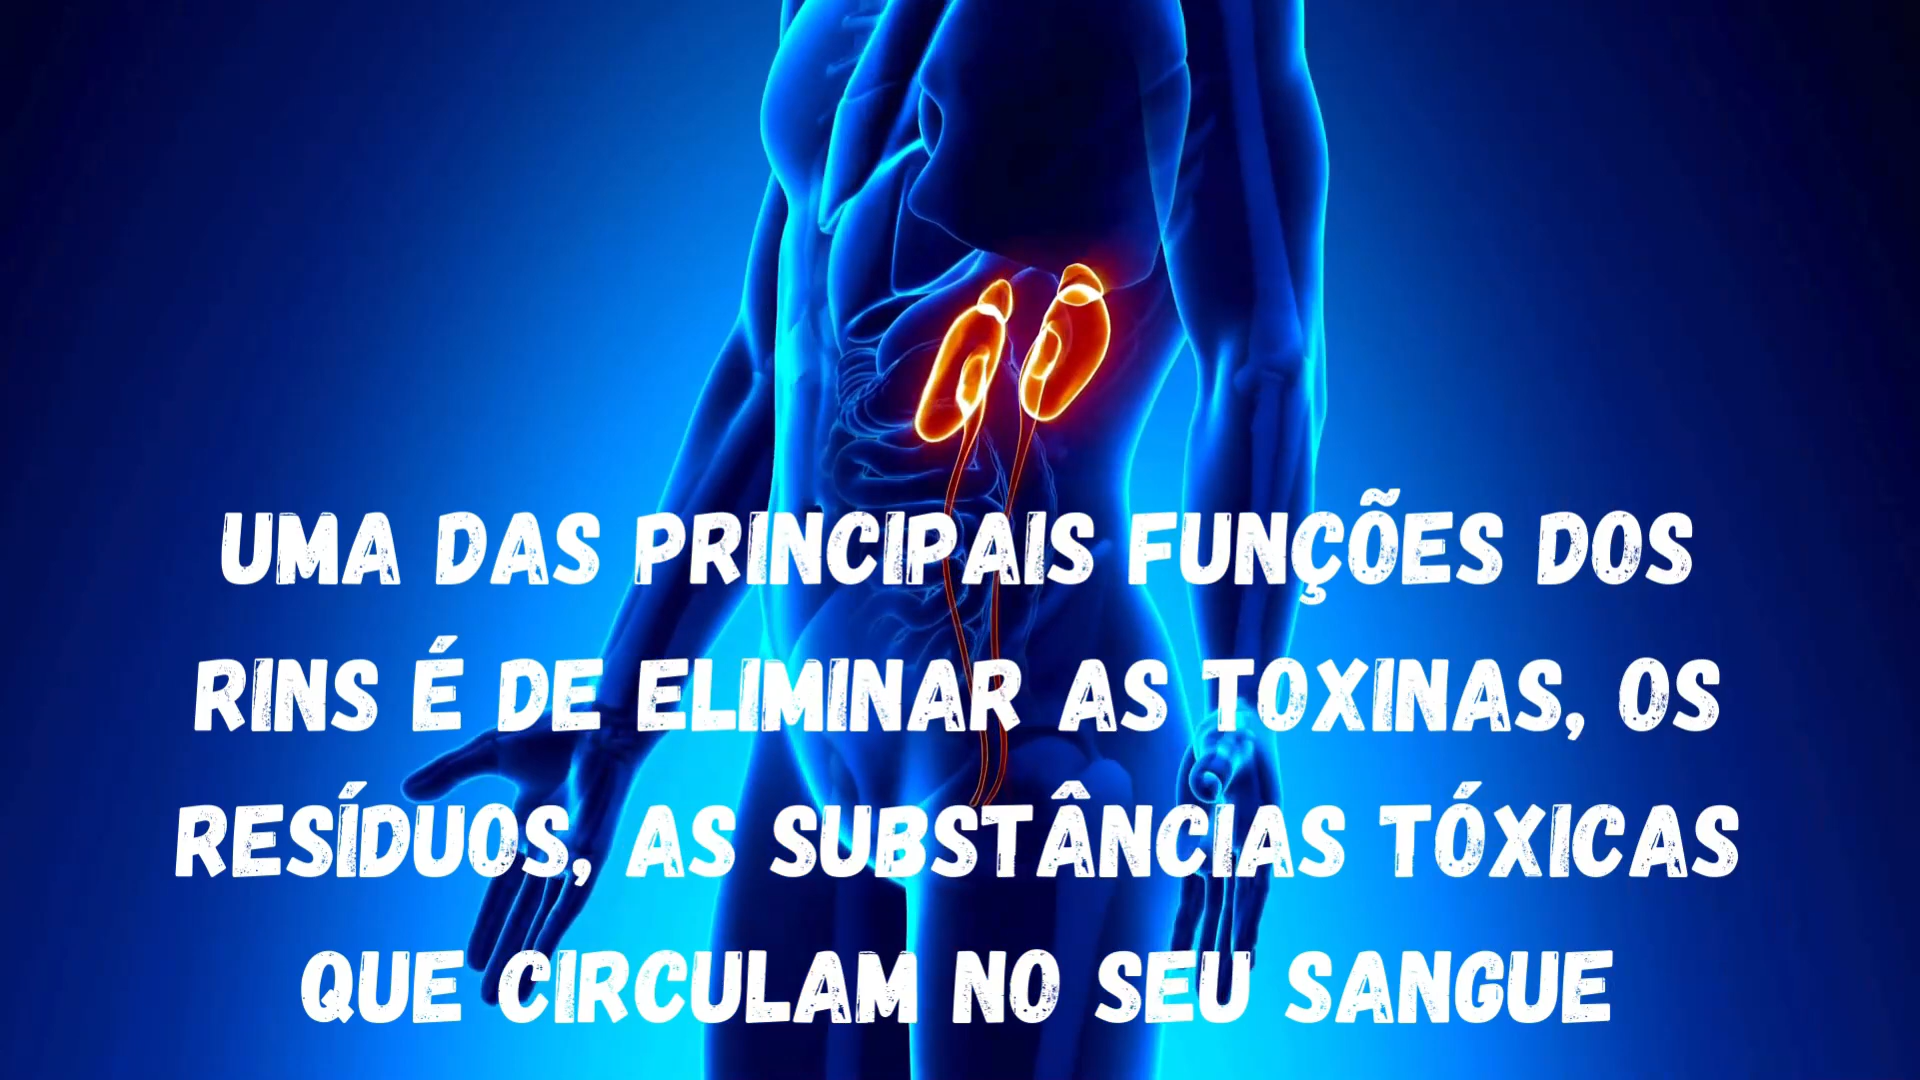 UMA DAS PRINCIPAIS FUNÇÕES DOS
RINS É DE ELIMINAR AS TOXINAS, OS
RESÍDUOS, AS SUBSTÂNCIAS TÓXICAS
QUE CIRCULAM NO SEU SANGUE